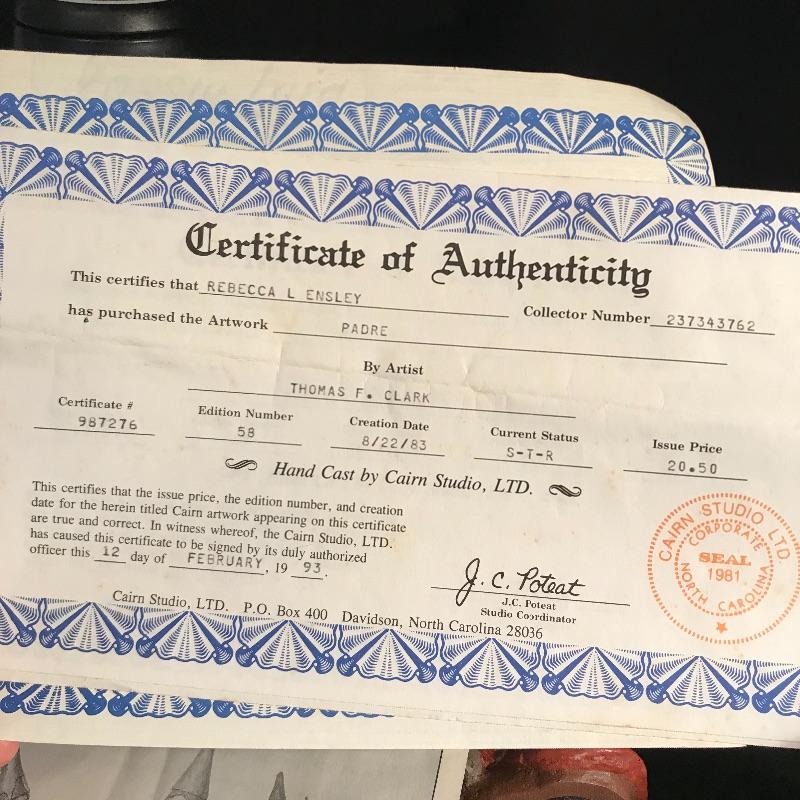 Certificate of Authenticity
This certifies that REBECCA L ENSLEY Collector Number 237343762
has purchased the Artwork PADRE
By Artist
THOMAS F. CLARK
Certificate # Edition Number Creation Date Current Status Issue Price
987276 58 8/22/83 S-T-R 20.50
Hand Cast by Cairn Studio, LTD.
This certifies that the issue price, the edition number, and creation
date for the herein titled Cairn artwork appearing on this certificate
are true and correct. In witness whereof, the Cairn Studio, LTD.
has caused this certificate to be signed by its duly authorized
officer this 12 day of FEBRUARY, 19 93.
J. C. Poteat
J.C. Poteat
Studio Coordinator
Cairn Studio, LTD. P.O. Box 400 Davidson, North Carolina 28036
CAIRN STUDIO LTD
CORPORATE
SEAL
1981
NORTH CAROLINA